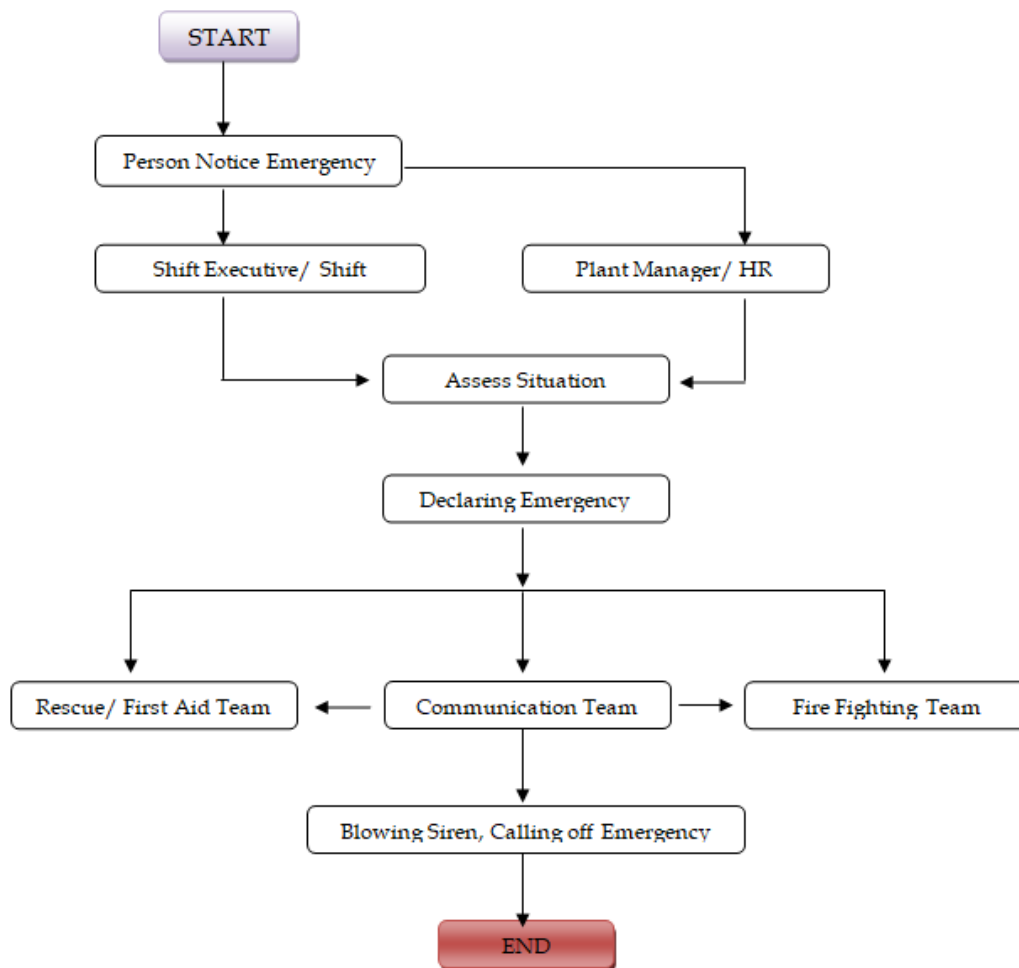 START
Person Notice Emergency
Shift Executive/ Shift
Plant Manager/ HR
Assess Situation
Declaring Emergency
Rescue/ First Aid Team
Communication Team
Fire Fighting Team
Blowing Siren, Calling off Emergency
END